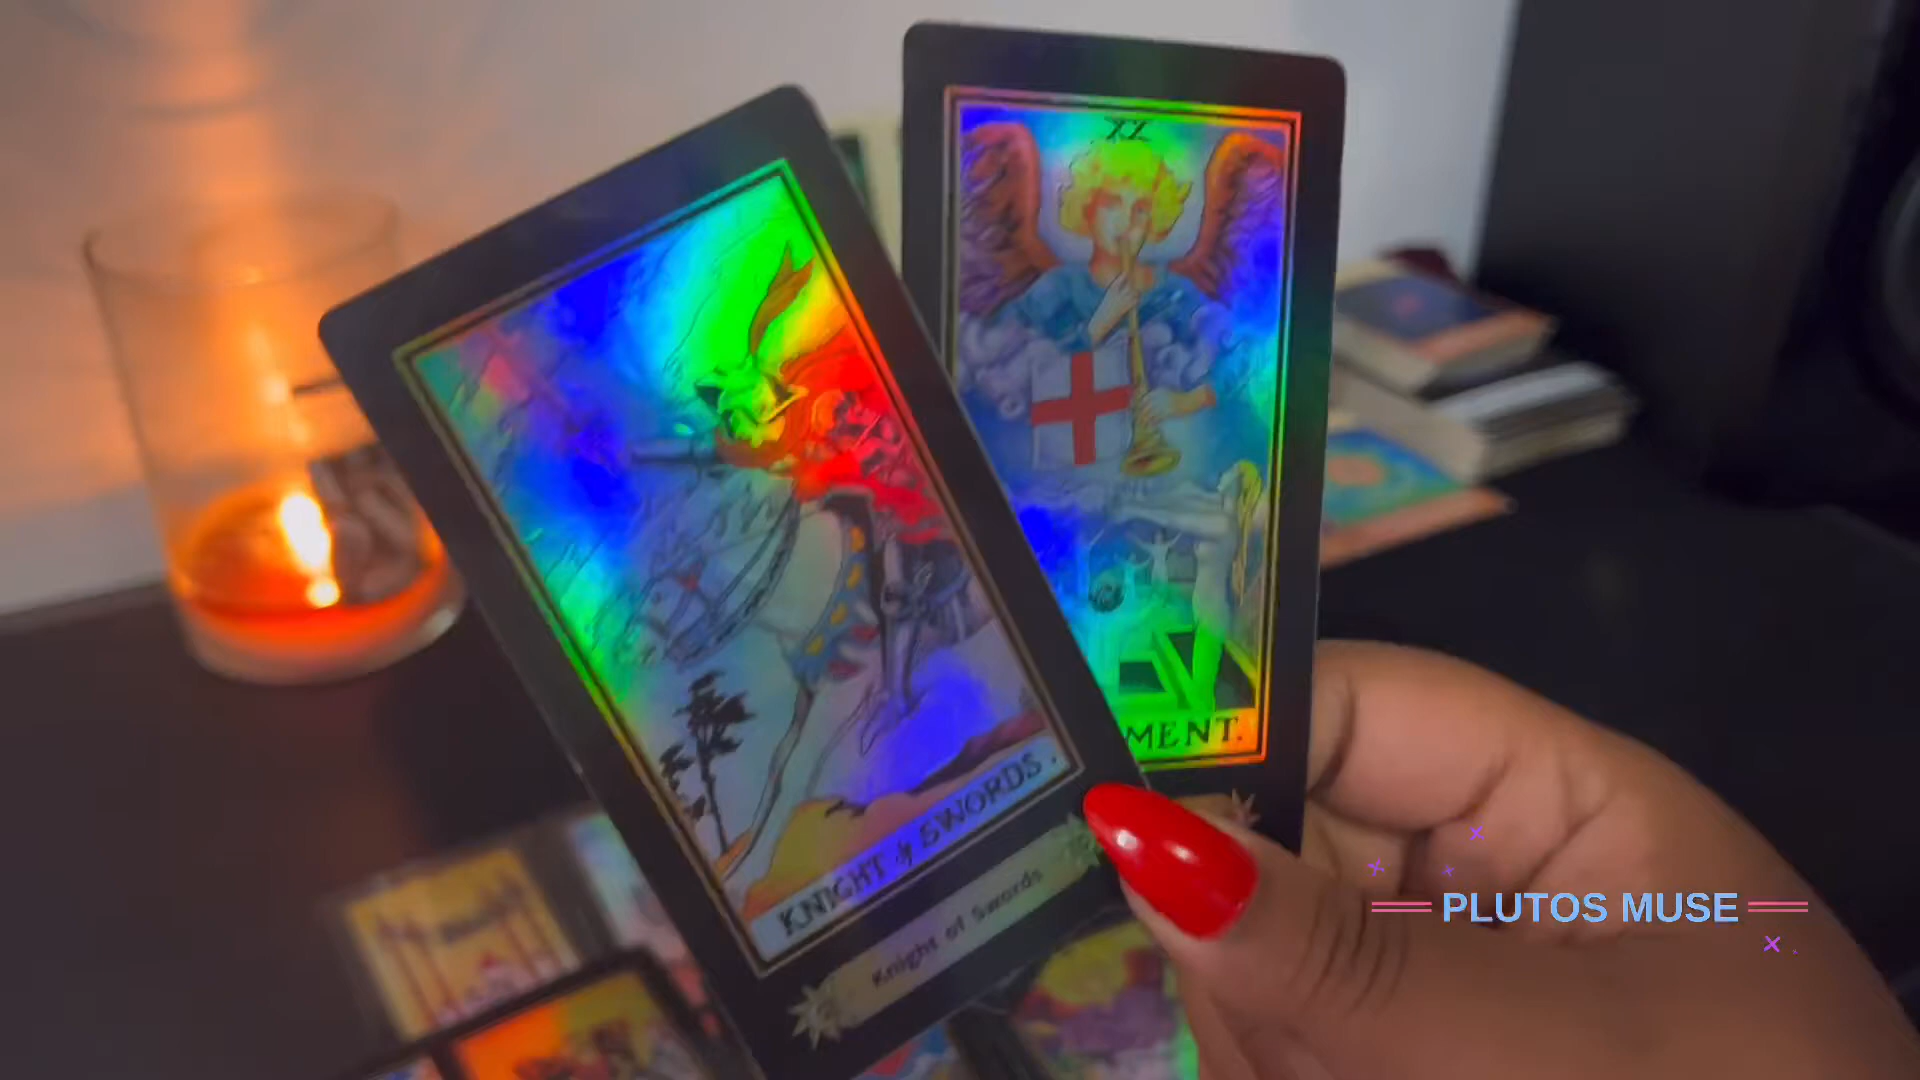 XX
MENT.
KNIGHT of SWORDS.
Knight of Swords
PLUTOS MUSE